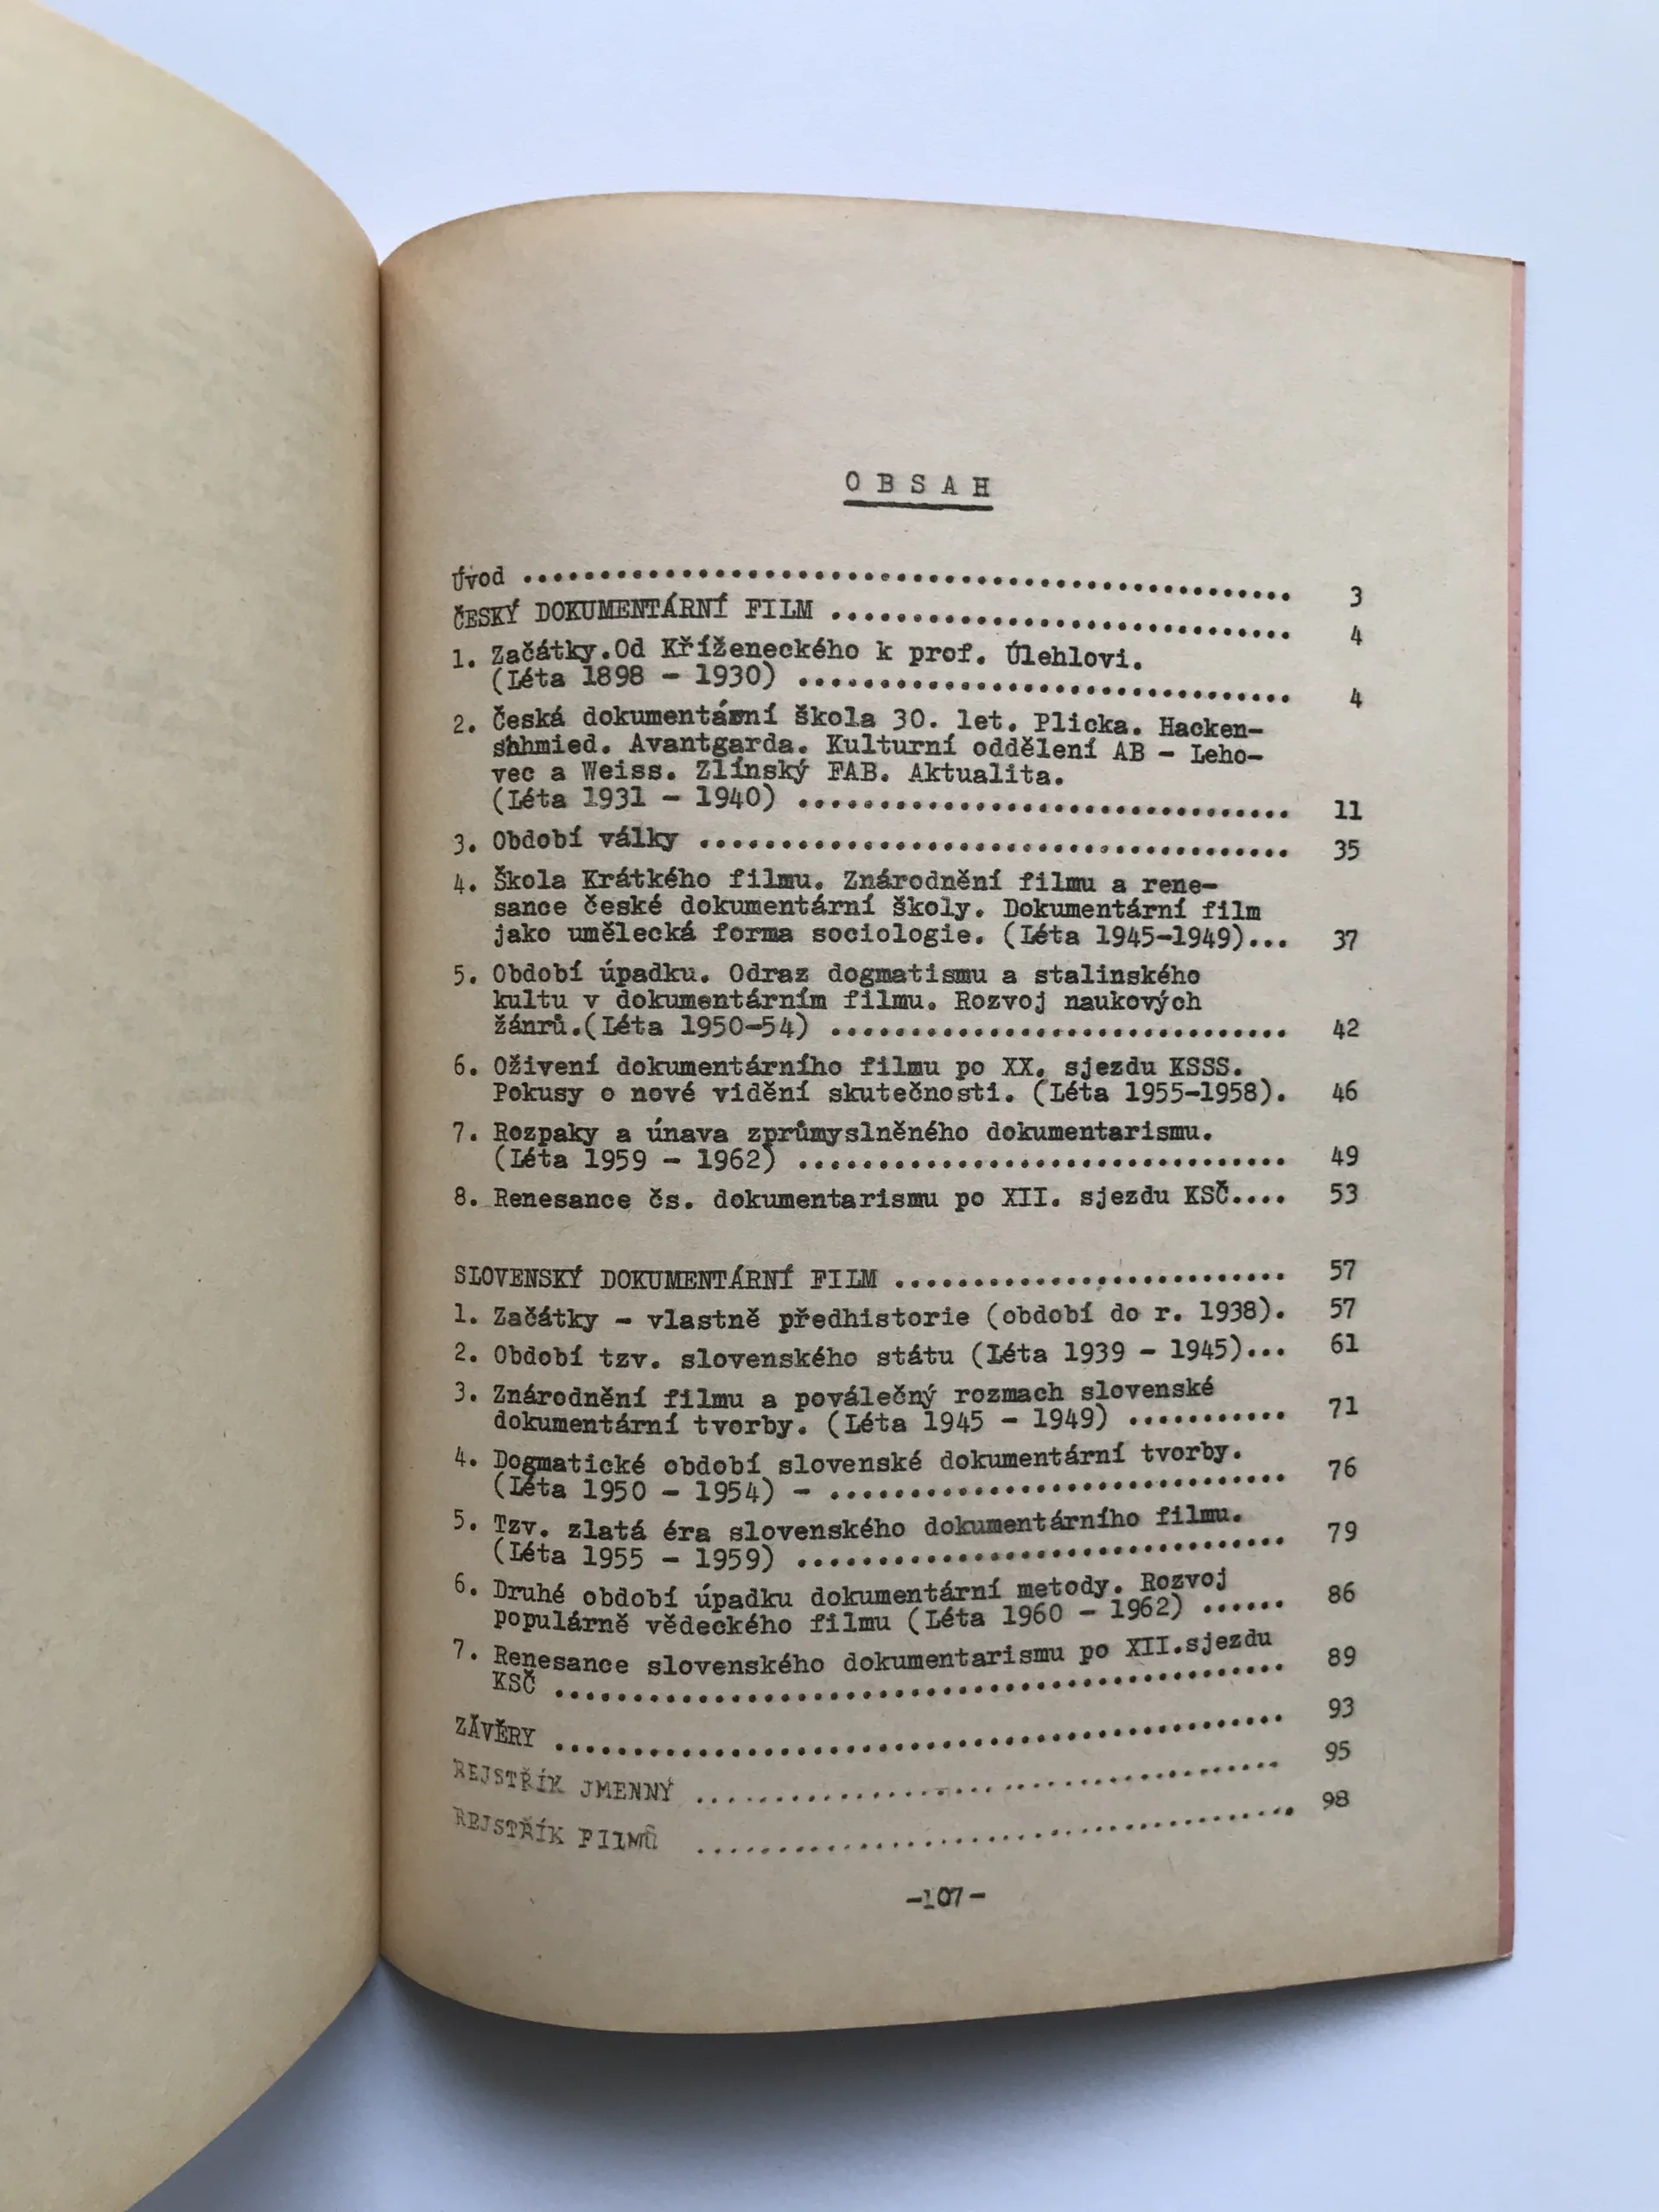 O B S A H
Úvod ................................................ 3
ČESKÝ DOKUMENTÁRNÍ FILM ............................. 4
1. Začátky.Od Kříženeckého k prof. Úlehlovi.
(Léta 1898 - 1930) ............................... 4
2. Česká dokumentární škola 30. let. Plicka. Hacken-
shhmied. Avantgarda. Kulturní oddělení AB - Leho-
vec a Weiss. Zlínský FAB. Aktualita.
(Léta 1931 - 1940) ............................... 11
3. Období války ..................................... 35
4. Škola Krátkého filmu. Znárodnění filmu a rene-
sance české dokumentární školy. Dokumentární film
jako umělecká forma sociologie. (Léta 1945-1949)... 37
5. Období úpadku. Odraz dogmatismu a stalinského
kultu v dokumentárním filmu. Rozvoj naukových
žánrů.(Léta 1950-54) ............................. 42
6. Oživení dokumentárního filmu po XX. sjezdu KSSS.
Pokusy o nové vidění skutečnosti. (Léta 1955-1958). 46
7. Rozpaky a únava zprůmyslněného dokumentarismu.
(Léta 1959 - 1962) ............................... 49
8. Renesance čs. dokumentarismu po XII. sjezdu KSČ.... 53
SLOVENSKÝ DOKUMENTÁRNÍ FILM ......................... 57
1. Začátky - vlastně předhistorie (období do r. 1938). 57
2. Období tzv. slovenského státu (Léta 1939 - 1945)... 61
3. Znárodnění filmu a poválečný rozmach slovenské
dokumentární tvorby. (Léta 1945 - 1949) ........... 71
4. Dogmatické období slovenské dokumentární tvorby.
(Léta 1950 - 1954) - ............................. 76
5. Tzv. zlatá éra slovenského dokumentárního filmu.
(Léta 1955 - 1959) ............................... 79
6. Druhé období úpadku dokumentární metody. Rozvoj
populárně vědeckého filmu (Léta 1960 - 1962) ...... 86
7. Renesance slovenského dokumentarismu po XII.sjezdu
KSČ .............................................. 89
ZÁVĚRY .............................................. 93
REJSTŘÍK JMENNÝ ..................................... 95
REJSTŘÍK FILMŮ ...................................... 98
-107-